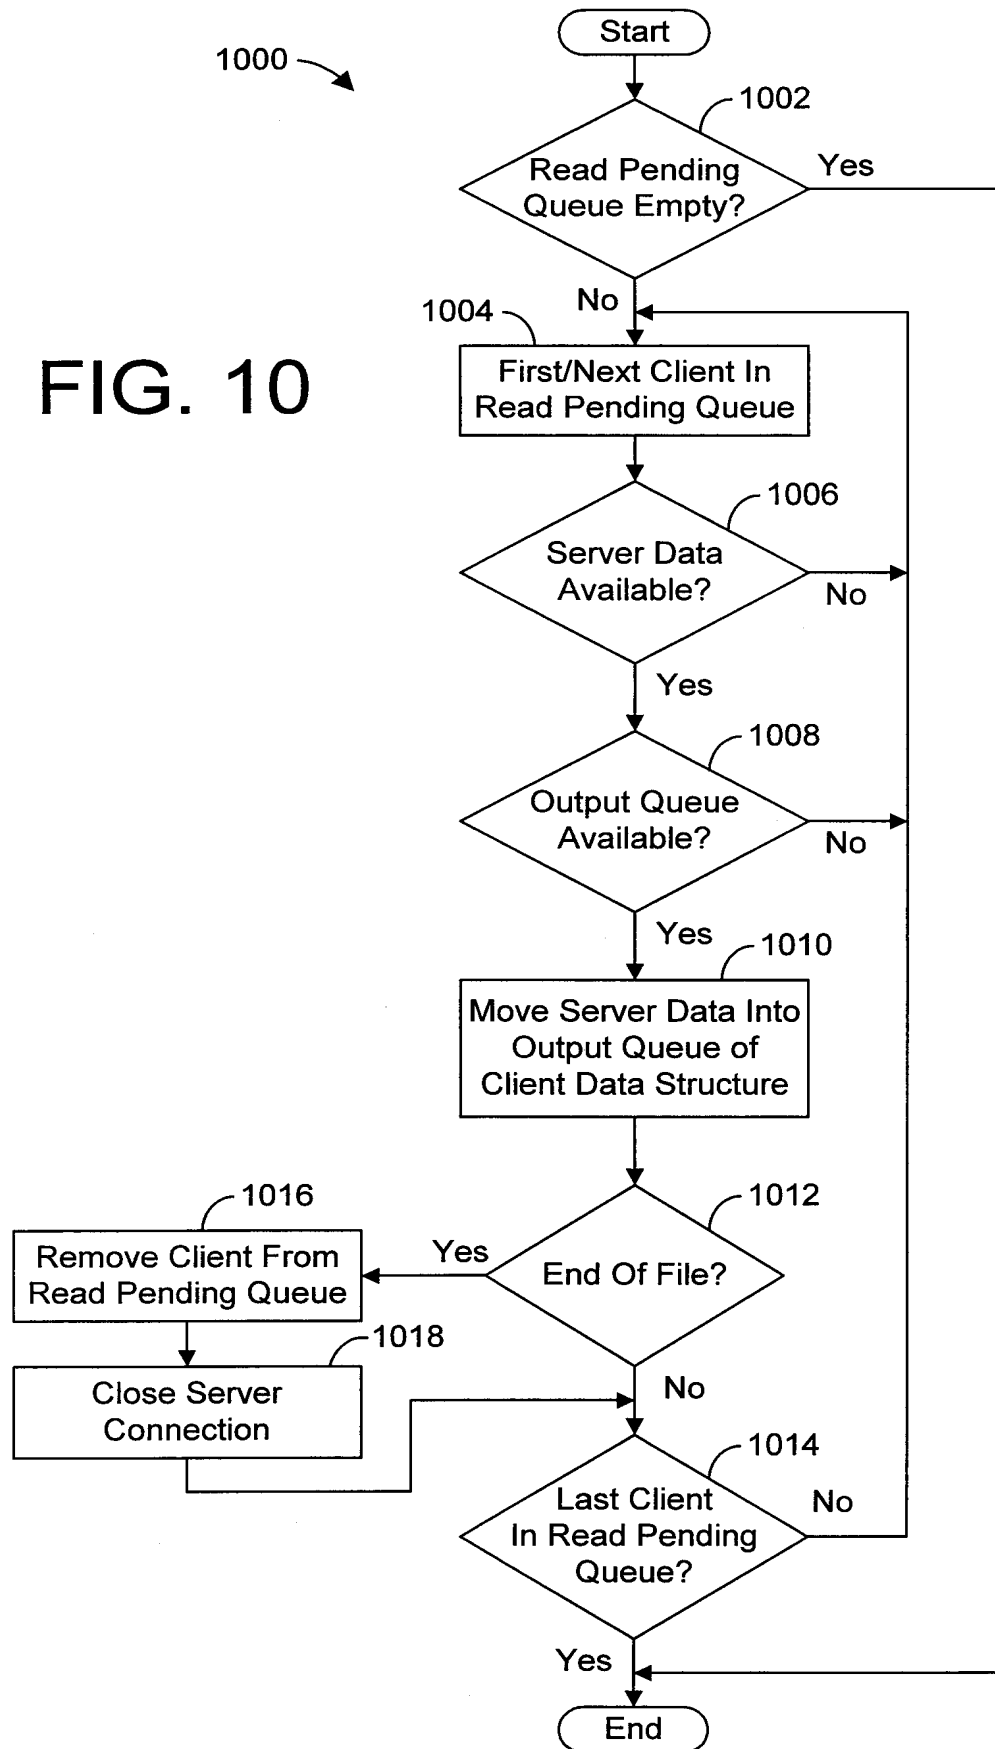 Start
1000
1002
Read Pending
Queue Empty?
Yes
No
1004
First/Next Client In
Read Pending Queue
FIG. 10
1006
Server Data
Available?
No
Yes
1008
Output Queue
Available?
No
Yes
1010
Move Server Data Into
Output Queue of
Client Data Structure
1012
End Of File?
Yes
1016
Remove Client From
Read Pending Queue
1018
Close Server
Connection
No
1014
Last Client
In Read Pending
Queue?
No
Yes
End